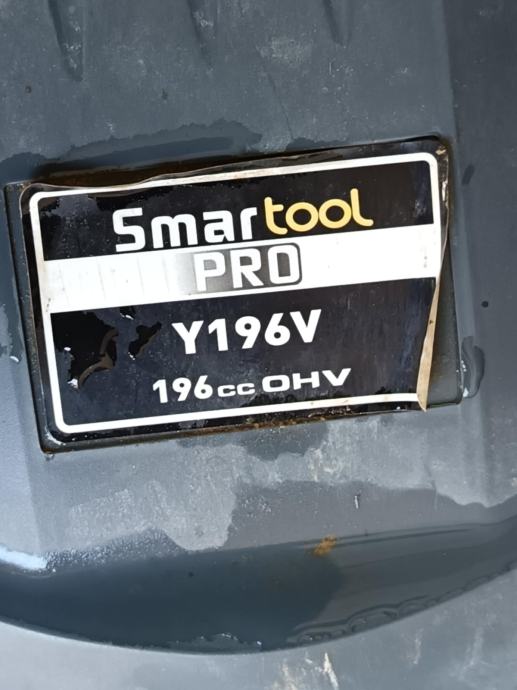 Smartool
PRO
Y196V
196cc OHV